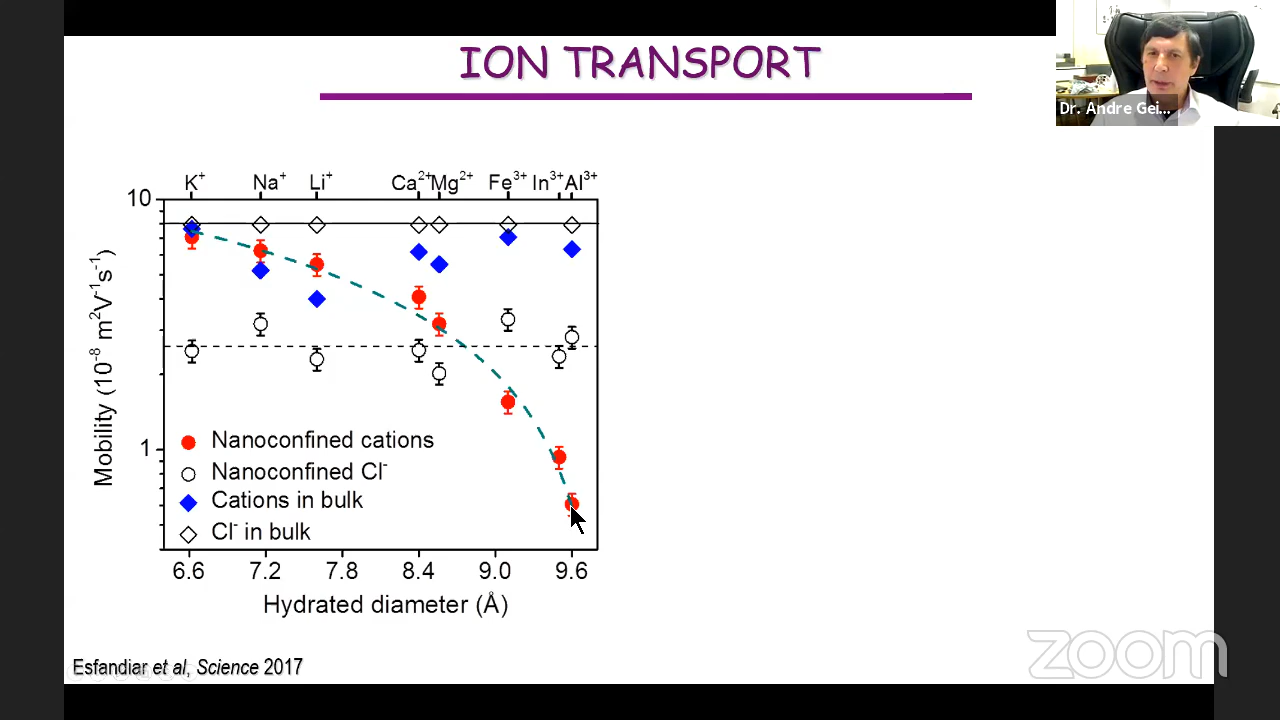 ION TRANSPORT
Dr. Andre Gei...
K⁺ Na⁺ Li⁺ Ca²⁺ Mg²⁺ Fe³⁺ In³⁺ Al³⁺
10
1
Mobility (10⁻⁸ m²V⁻¹s⁻¹)
Nanoconfined cations
Nanoconfined Cl⁻
Cations in bulk
Cl⁻ in bulk
6.6 7.2 7.8 8.4 9.0 9.6
Hydrated diameter (Å)
Esfandiar et al, Science 2017
zoom